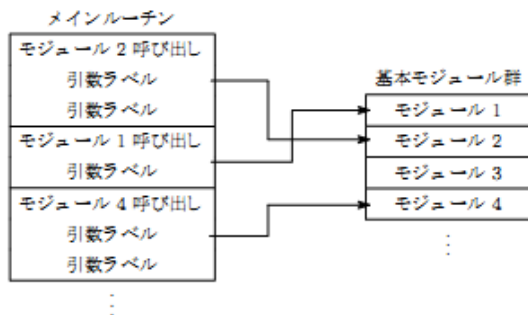 メインルーチン
モジュール 2 呼び出し
引数ラベル
引数ラベル
モジュール 1 呼び出し
引数ラベル
モジュール 4 呼び出し
引数ラベル
引数ラベル
⋮
基本モジュール群
モジュール 1
モジュール 2
モジュール 3
モジュール 4
⋮